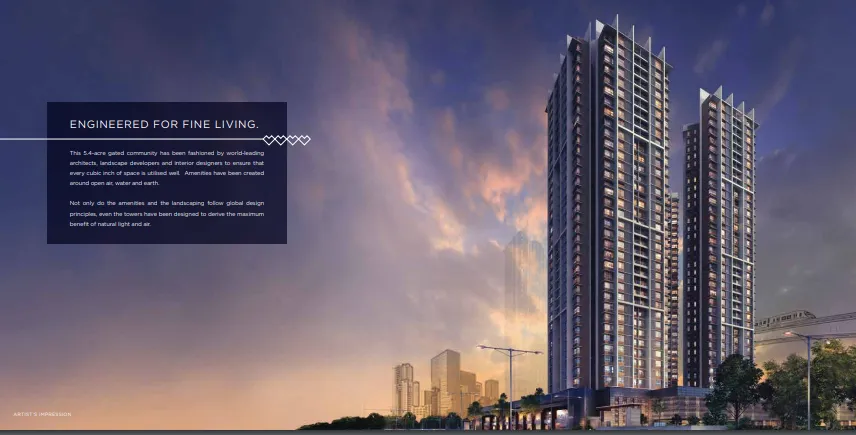 ENGINEERED FOR FINE LIVING.
This 5.4-acre gated community has been fashioned by world-leading
architects, landscape developers and interior designers to ensure that
every cubic inch of space is utilised well. Amenities have been created
around open air, water and earth.
Not only do the amenities and the landscaping follow global design
principles, even the towers have been designed to derive the maximum
benefit of natural light and air.
ARTIST'S IMPRESSION